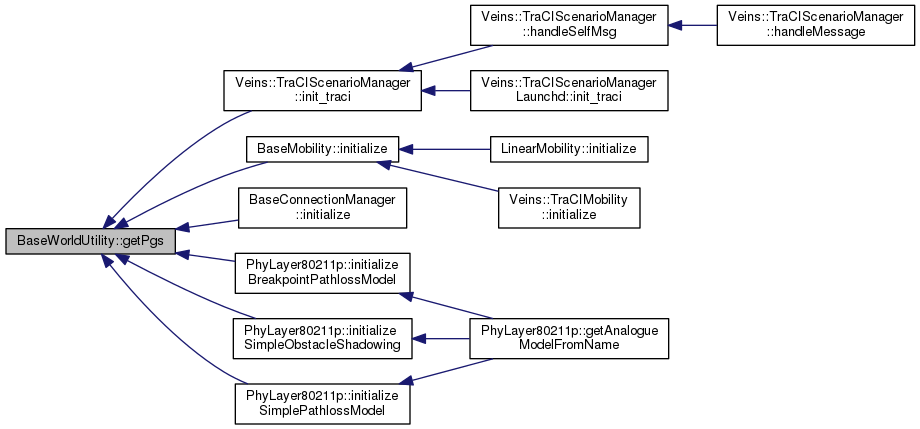 Veins::TraCIScenarioManager
::handleSelfMsg
Veins::TraCIScenarioManager
::handleMessage
Veins::TraCIScenarioManager
::init_traci
Veins::TraCIScenarioManager
Launchd::init_traci
BaseMobility::initialize
LinearMobility::initialize
Veins::TraCIMobility
::initialize
BaseConnectionManager
::initialize
BaseWorldUtility::getPgs
PhyLayer80211p::initialize
BreakpointPathlossModel
PhyLayer80211p::initialize
SimpleObstacleShadowing
PhyLayer80211p::getAnalogue
ModelFromName
PhyLayer80211p::initialize
SimplePathlossModel